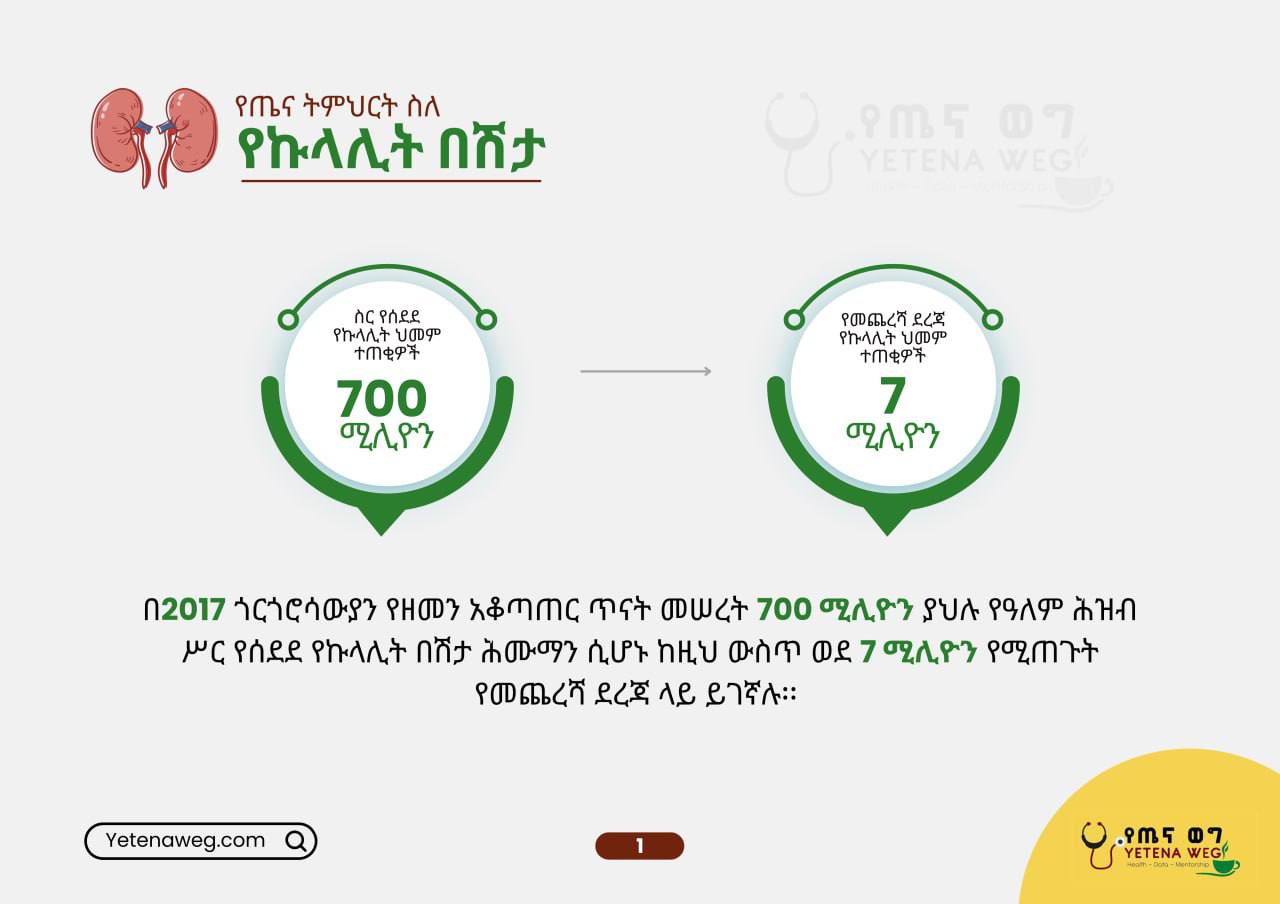 የጤና ትምህርት ስለ
የኩላሊት በሽታ
የጤና ወግ
YETENA WEG
ስር የሰደደ
የኩላሊት ህመም
ተጠቂዎች
700
ሚሊዮን
የመጨረሻ ደረጃ
የኩላሊት ህመም
ተጠቂዎች
7
ሚሊዮን
በ2017 ጎርጎሮሳውያን የዘመን አቆጣጠር ጥናት መሠረት 700 ሚሊዮን ያህሉ የዓለም ሕዝብ
ሥር የሰደደ የኩላሊት በሽታ ሕሙማን ሲሆኑ ከዚህ ውስጥ ወደ 7 ሚሊዮን የሚጠጉት
የመጨረሻ ደረጃ ላይ ይገኛሉ፡፡
Yetenaweg.com
1
የጤና ወግ
YETENA WEG
Health – Data – Mentorship